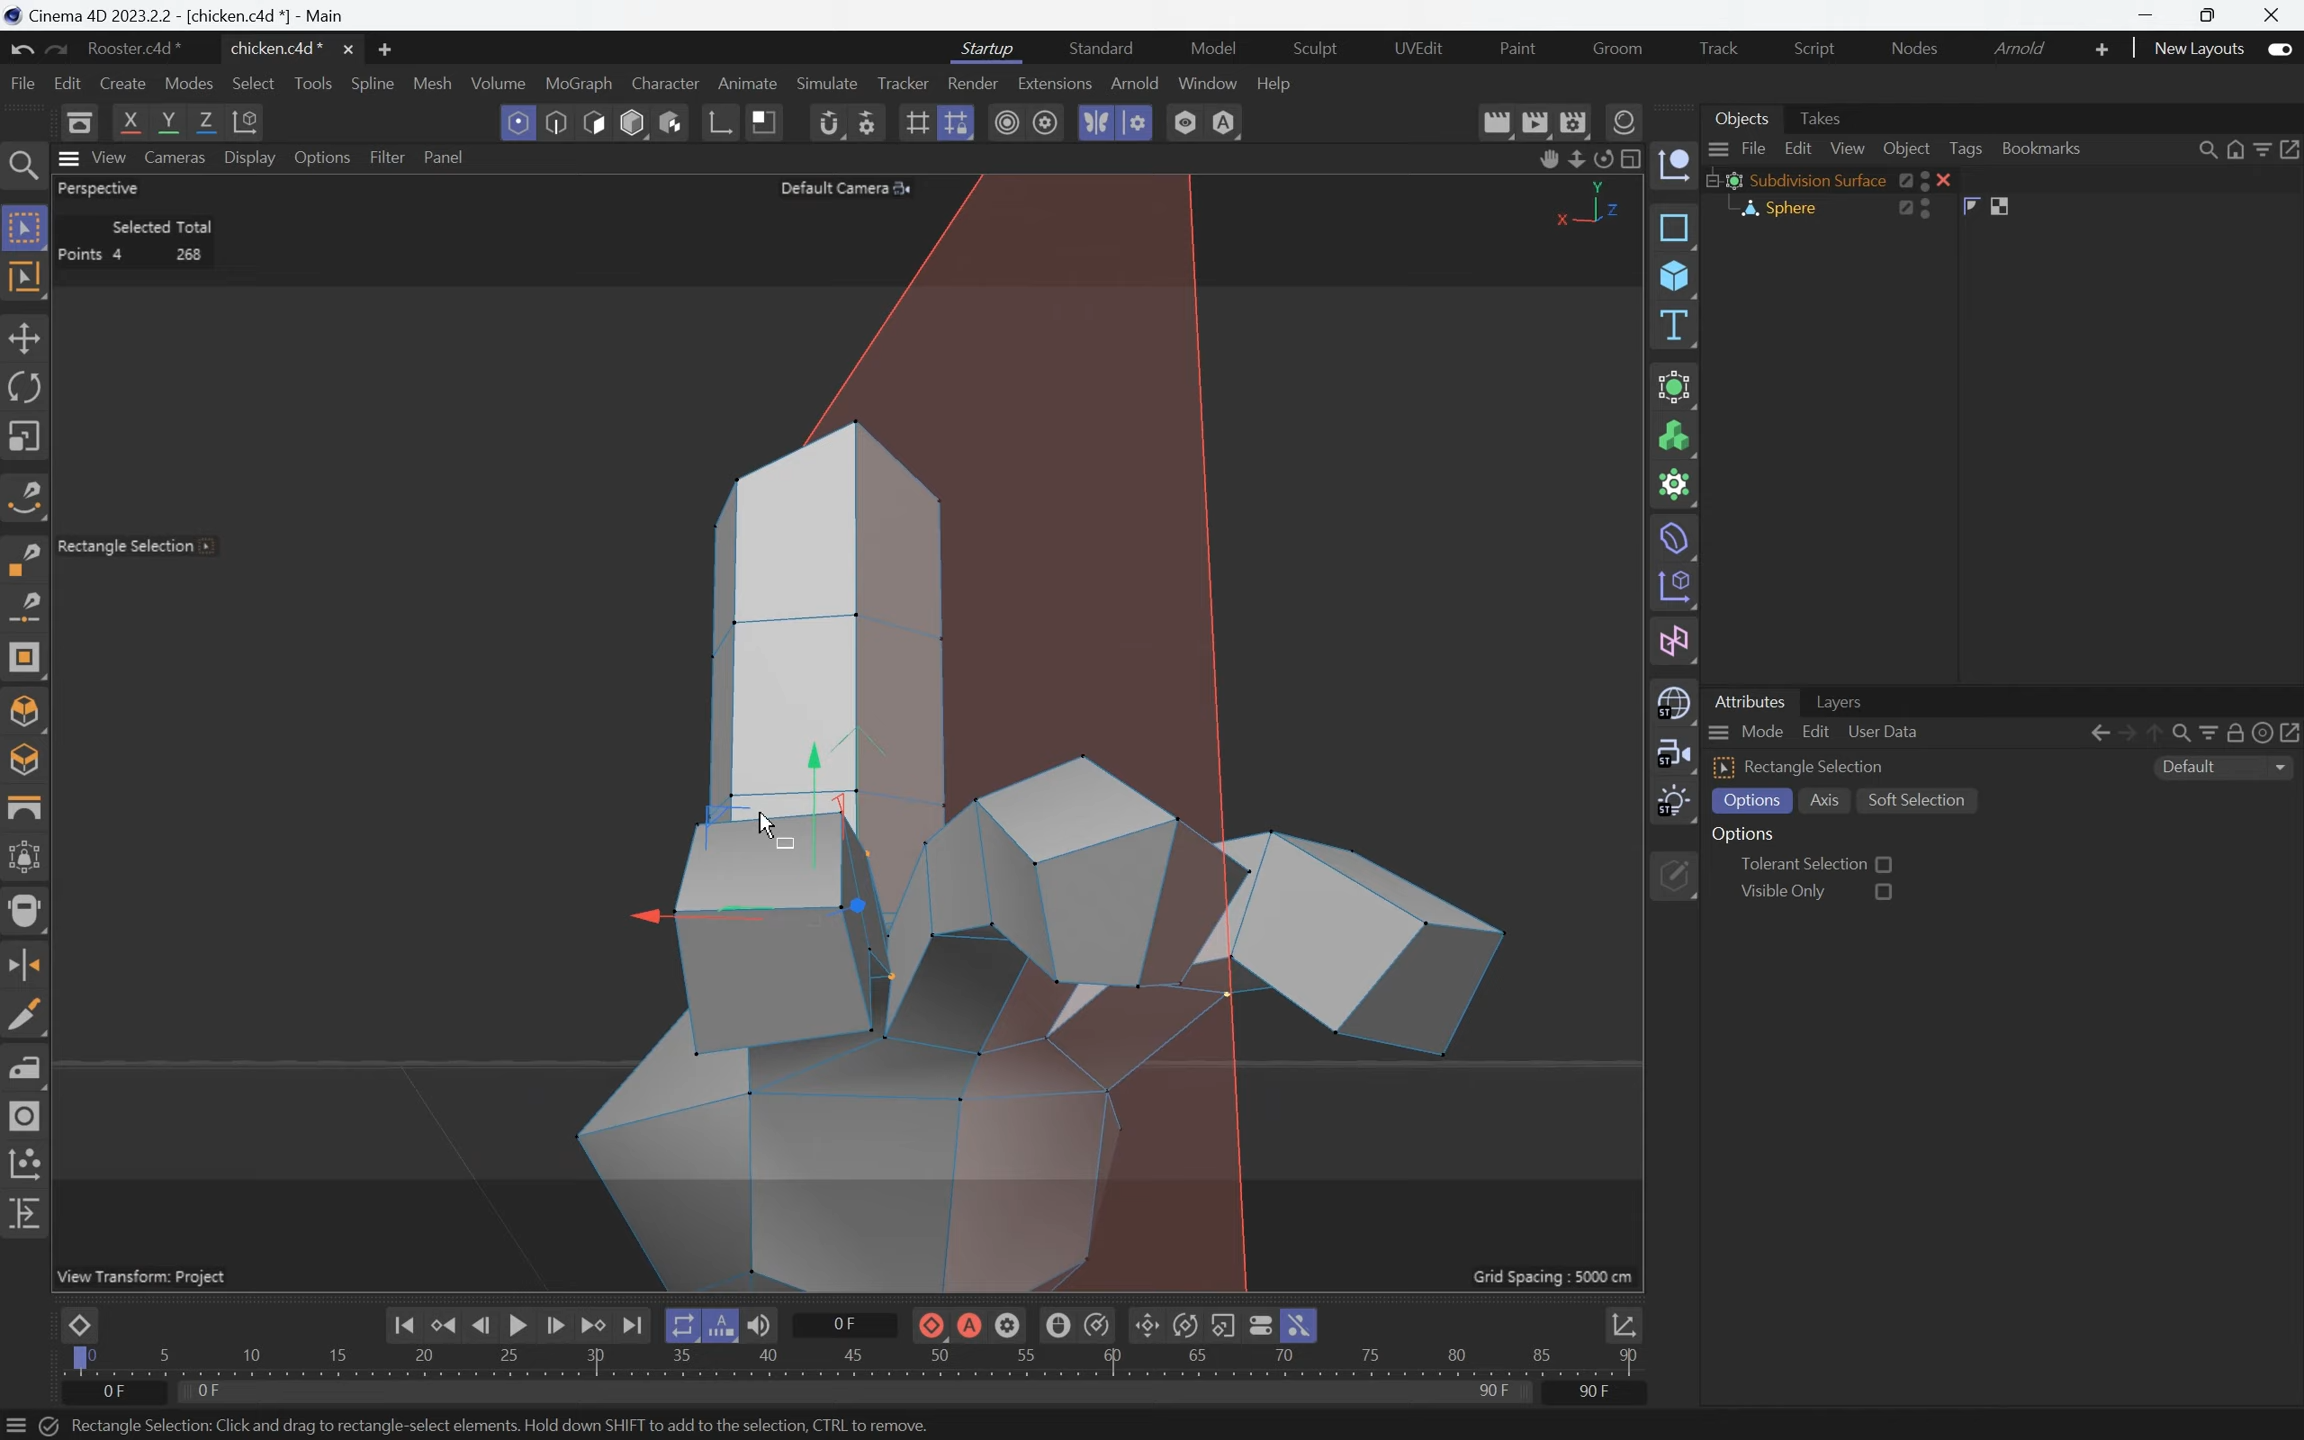 Cinema 4D 2023.2.2 - [chicken.c4d *] - Main
Rooster.c4d *
chicken.c4d *
Startup Standard Model Sculpt UVEdit Paint Groom Track Script Nodes Arnold
New Layouts
File Edit Create Modes Select Tools Spline Mesh Volume MoGraph Character Animate Simulate Tracker Render Extensions Arnold Window Help
X Y Z
View Cameras Display Options Filter Panel
Perspective
Default Camera
Y
X
Z
Selected Total
Points 4 268
Rectangle Selection
View Transform: Project
Grid Spacing : 5000 cm
Objects Takes
File Edit View Object Tags Bookmarks
Subdivision Surface
Sphere
ST
ST
ST
Attributes Layers
Mode Edit User Data
Rectangle Selection
Default
Options Axis Soft Selection
Options
Tolerant Selection
Visible Only
0 F
0 5 10 15 20 25 30 35 40 45 50 55 60 65 70 75 80 85 90
0 F 0 F 90 F 90 F
Rectangle Selection: Click and drag to rectangle-select elements. Hold down SHIFT to add to the selection, CTRL to remove.